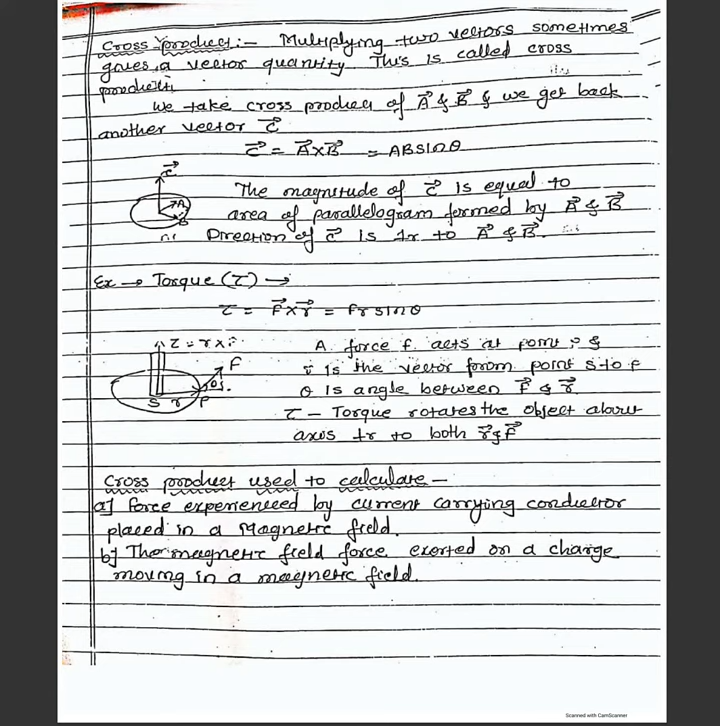 Cross product :- Multiplying two vectors sometimes
gives a vector quantity This is called cross
product.
We take cross product of A⃗ & B⃗ & we get back
another vector C⃗
C⃗ = A⃗ x B⃗ = ABsinθ
C⃗
A
B
The magnitude of C⃗ is equal to
area of parallelogram formed by A⃗ & B⃗
Direction of C⃗ is ⊥r to A⃗ & B⃗.
Ex → Torque (τ) →
τ = F⃗ x r⃗ = Fr sinθ
τ = r x
F
θ
S r P
A force f. acts at point P &
r is the vector from point S to P
θ is angle between F⃗ & r⃗
τ - Torque rotates the object about
axis ⊥r to both r⃗ & F⃗
Cross product used to calculate -
a] Force experienced by current carrying conductor
placed in a Magnetic field.
b] The magnetic field force exerted on a charge
moving in a magnetic field.
Scanned with CamScanner